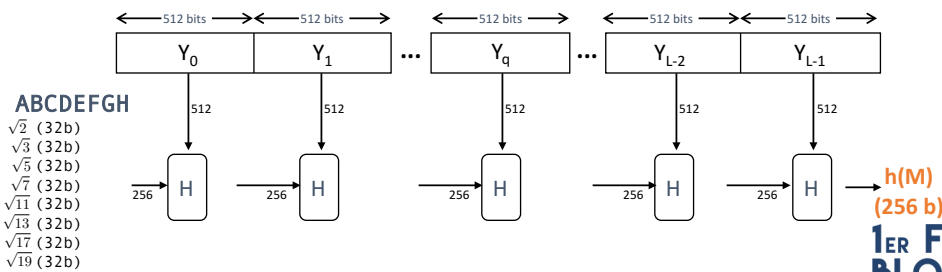 512 bits 512 bits 512 bits 512 bits 512 bits
Y0 Y1 ... Yq ... YL-2 YL-1
ABCDEFGH
512 512 512 512 512
√2 (32b)
√3 (32b)
√5 (32b)
√7 (32b)
√11 (32b)
√13 (32b)
√17 (32b)
√19 (32b)
H H H H H
256 256 256 256 256
h(M)
(256 b)
1ER F